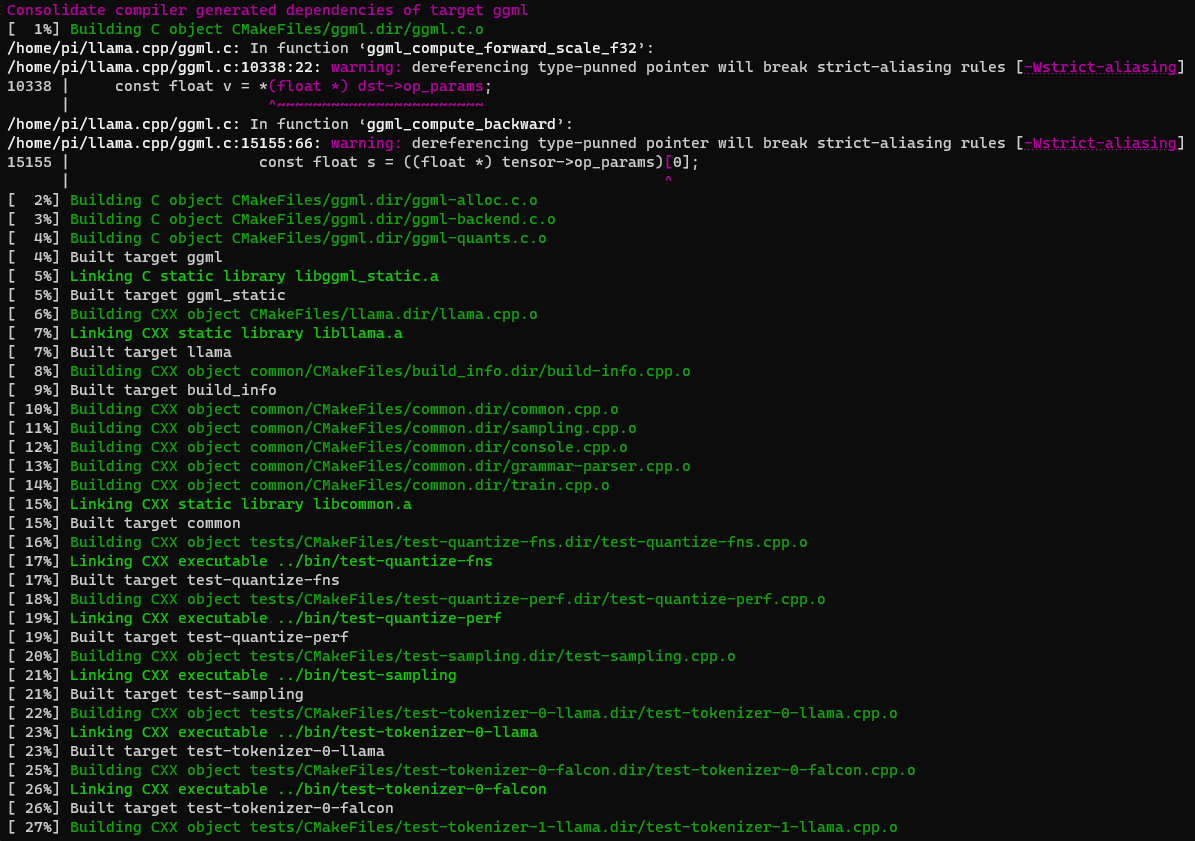 Consolidate compiler generated dependencies of target ggml
[  1%] Building C object CMakeFiles/ggml.dir/ggml.c.o
/home/pi/llama.cpp/ggml.c: In function ‘ggml_compute_forward_scale_f32’:
/home/pi/llama.cpp/ggml.c:10338:22: warning: dereferencing type-punned pointer will break strict-aliasing rules [-Wstrict-aliasing]
10338 |     const float v = *(float *) dst->op_params;
      |                      ^~~~~~~~~~~~~~~~~~~~~~~~
/home/pi/llama.cpp/ggml.c: In function ‘ggml_compute_backward’:
/home/pi/llama.cpp/ggml.c:15155:66: warning: dereferencing type-punned pointer will break strict-aliasing rules [-Wstrict-aliasing]
15155 |                     const float s = ((float *) tensor->op_params)[0];
      |                                                                  ^
[  2%] Building C object CMakeFiles/ggml.dir/ggml-alloc.c.o
[  3%] Building C object CMakeFiles/ggml.dir/ggml-backend.c.o
[  4%] Building C object CMakeFiles/ggml.dir/ggml-quants.c.o
[  4%] Built target ggml
[  5%] Linking C static library libggml_static.a
[  5%] Built target ggml_static
[  6%] Building CXX object CMakeFiles/llama.dir/llama.cpp.o
[  7%] Linking CXX static library libllama.a
[  7%] Built target llama
[  8%] Building CXX object common/CMakeFiles/build_info.dir/build-info.cpp.o
[  9%] Built target build_info
[ 10%] Building CXX object common/CMakeFiles/common.dir/common.cpp.o
[ 11%] Building CXX object common/CMakeFiles/common.dir/sampling.cpp.o
[ 12%] Building CXX object common/CMakeFiles/common.dir/console.cpp.o
[ 13%] Building CXX object common/CMakeFiles/common.dir/grammar-parser.cpp.o
[ 14%] Building CXX object common/CMakeFiles/common.dir/train.cpp.o
[ 15%] Linking CXX static library libcommon.a
[ 15%] Built target common
[ 16%] Building CXX object tests/CMakeFiles/test-quantize-fns.dir/test-quantize-fns.cpp.o
[ 17%] Linking CXX executable ../bin/test-quantize-fns
[ 17%] Built target test-quantize-fns
[ 18%] Building CXX object tests/CMakeFiles/test-quantize-perf.dir/test-quantize-perf.cpp.o
[ 19%] Linking CXX executable ../bin/test-quantize-perf
[ 19%] Built target test-quantize-perf
[ 20%] Building CXX object tests/CMakeFiles/test-sampling.dir/test-sampling.cpp.o
[ 21%] Linking CXX executable ../bin/test-sampling
[ 21%] Built target test-sampling
[ 22%] Building CXX object tests/CMakeFiles/test-tokenizer-0-llama.dir/test-tokenizer-0-llama.cpp.o
[ 23%] Linking CXX executable ../bin/test-tokenizer-0-llama
[ 23%] Built target test-tokenizer-0-llama
[ 25%] Building CXX object tests/CMakeFiles/test-tokenizer-0-falcon.dir/test-tokenizer-0-falcon.cpp.o
[ 26%] Linking CXX executable ../bin/test-tokenizer-0-falcon
[ 26%] Built target test-tokenizer-0-falcon
[ 27%] Building CXX object tests/CMakeFiles/test-tokenizer-1-llama.dir/test-tokenizer-1-llama.cpp.o